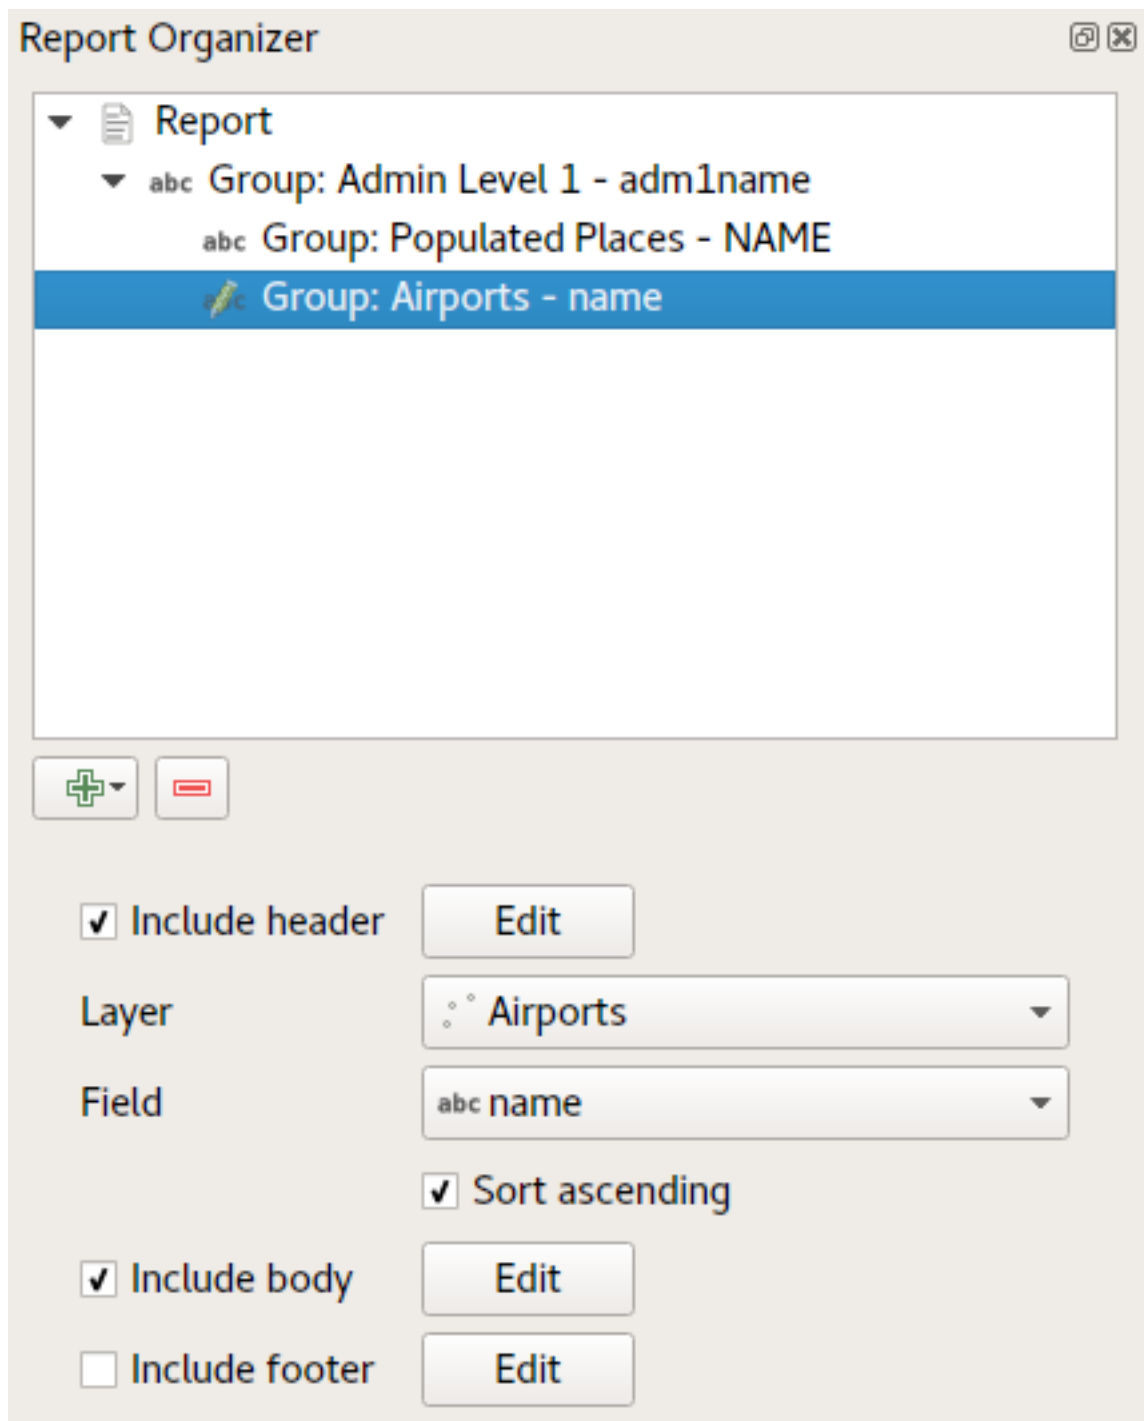 Report Organizer
Report
abc Group: Admin Level 1 - adm1name
abc Group: Populated Places - NAME
Group: Airports - name
Include header Edit
Layer Airports
Field abc name
Sort ascending
Include body Edit
Include footer Edit